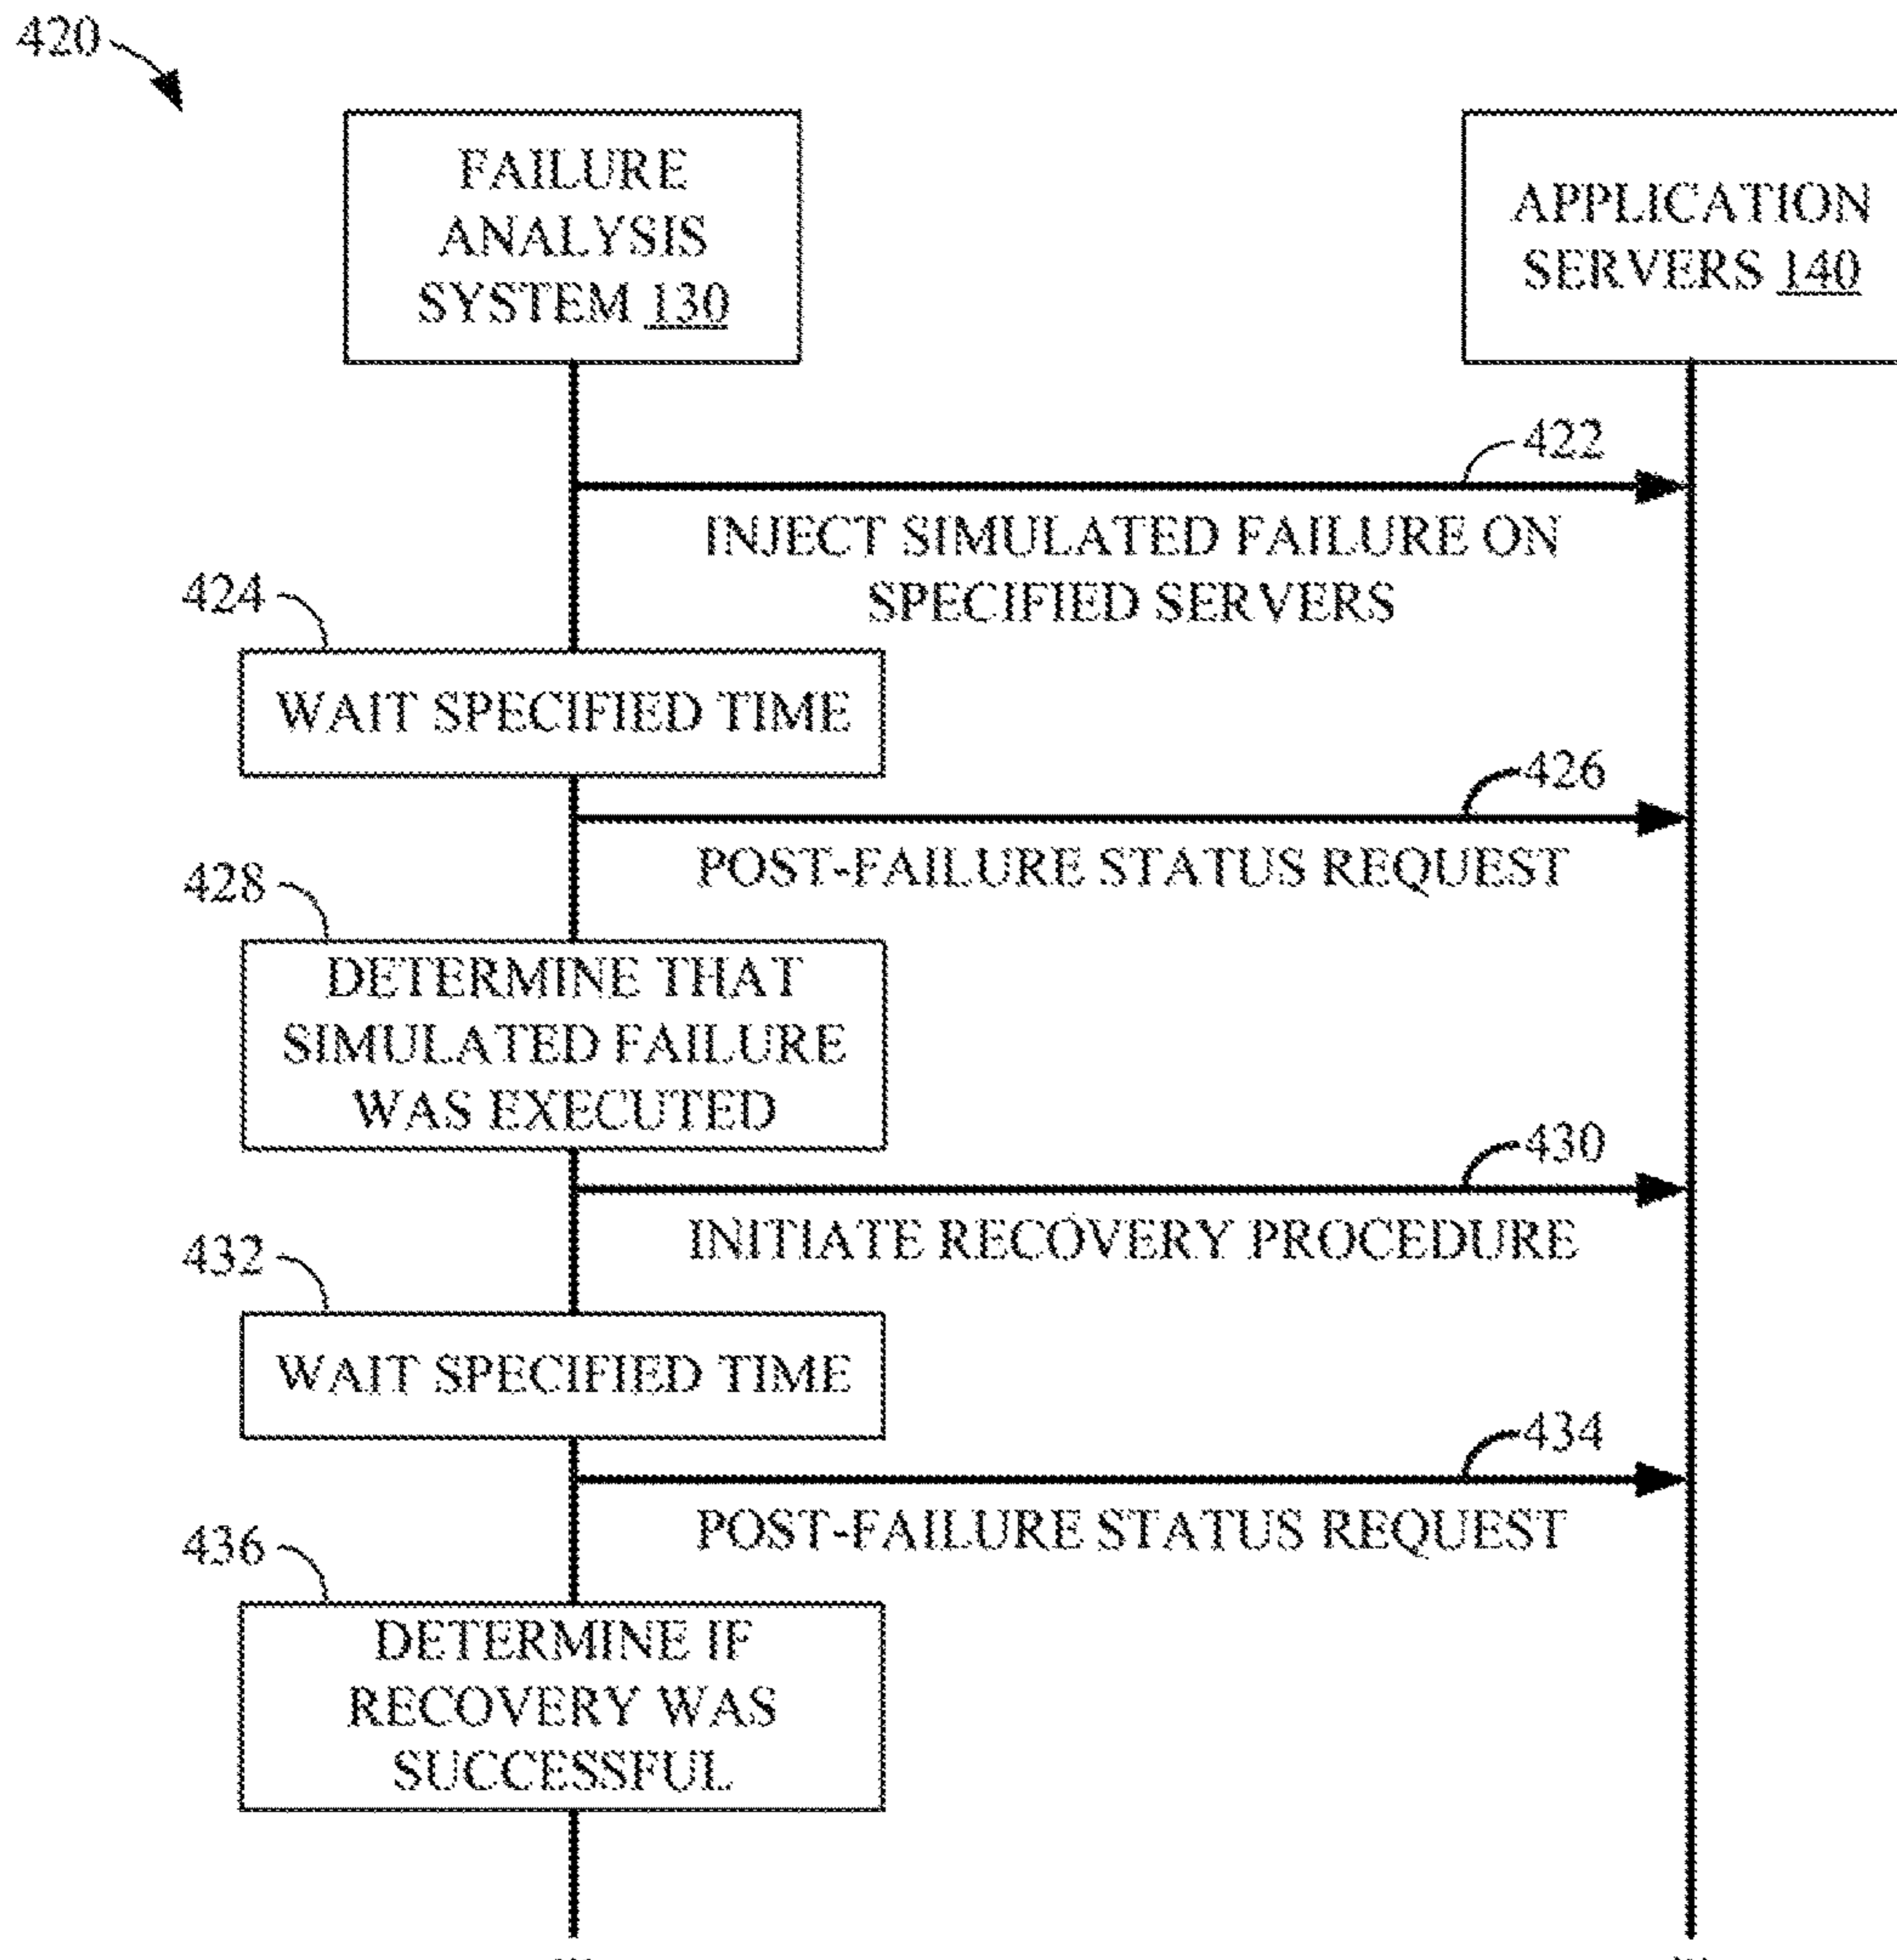 420
FAILURE
ANALYSIS
SYSTEM 130
APPLICATION
SERVERS 140
422
INJECT SIMULATED FAILURE ON
SPECIFIED SERVERS
424
WAIT SPECIFIED TIME
426
POST-FAILURE STATUS REQUEST
428
DETERMINE THAT
SIMULATED FAILURE
WAS EXECUTED
430
INITIATE RECOVERY PROCEDURE
432
WAIT SPECIFIED TIME
434
POST-FAILURE STATUS REQUEST
436
DETERMINE IF
RECOVERY WAS
SUCCESSFUL